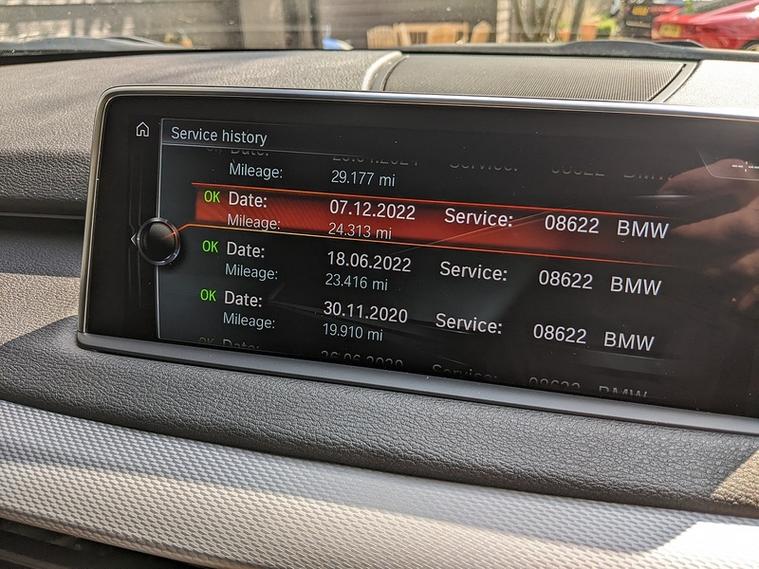 Service history
Mileage: 29.177 mi
OK Date: 07.12.2022 Service: 08622 BMW
Mileage: 24.313 mi
OK Date: 18.06.2022 Service: 08622 BMW
Mileage: 23.416 mi
OK Date: 30.11.2020 Service: 08622 BMW
Mileage: 19.910 mi